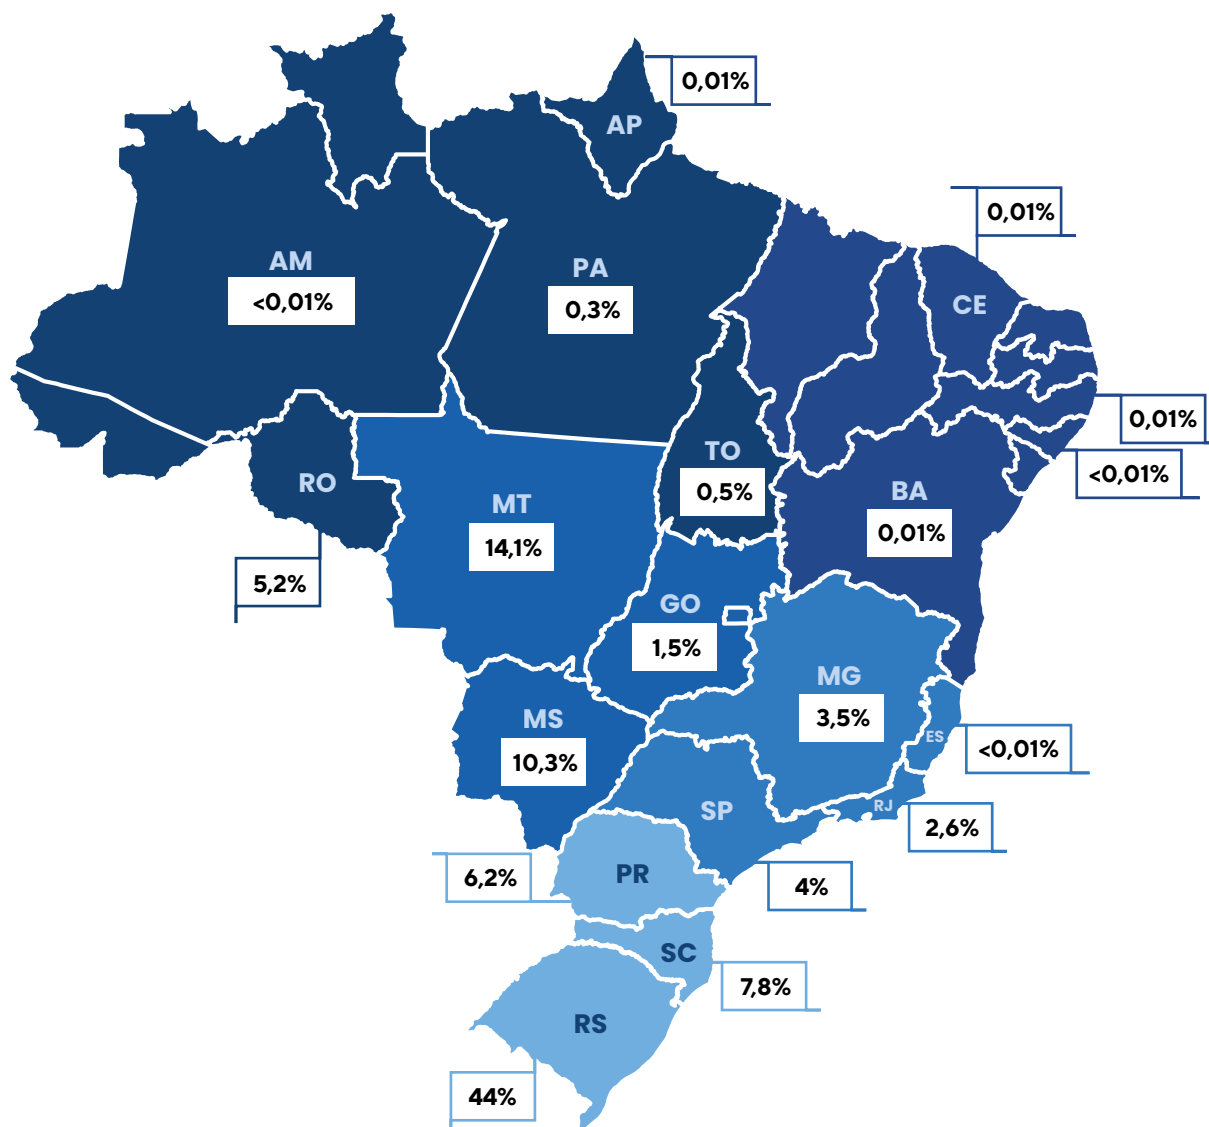 0,01%
AP
0,01%
AM
<0,01%
PA
0,3%
CE
0,01%
<0,01%
TO
0,5%
RO
5,2%
MT
14,1%
BA
0,01%
GO
1,5%
MG
3,5%
MS
10,3%
ES
<0,01%
SP
RJ
2,6%
4%
PR
6,2%
SC
7,8%
RS
44%